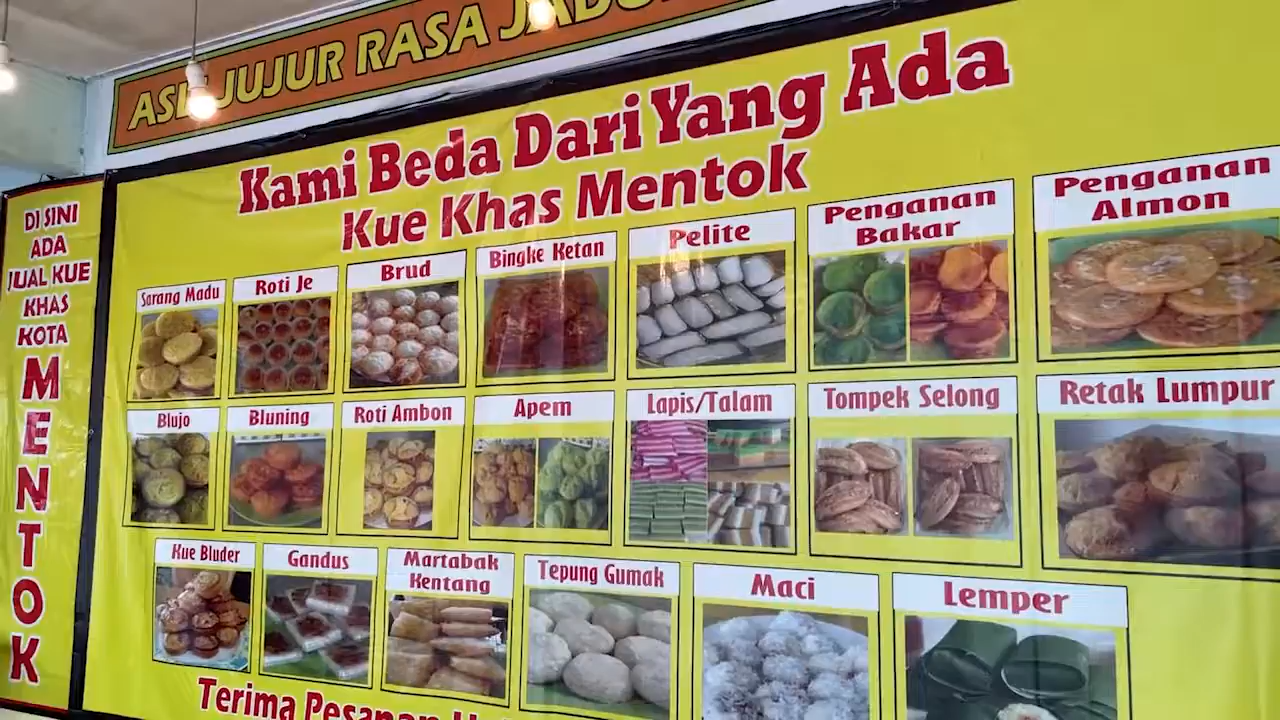 JUJUR RASA
DI SINI
ADA
JUAL KUE
KHAS
KOTA
MENTOK
Kami Beda Dari Yang Ada
Kue Khas Mentok
Sarang Madu
Roti Je
Brud
Bingke Ketan
Pelite
Penganan
Bakar
Penganan
Almon
Blujo
Bluning
Roti Ambon
Apem
Lapis/Talam
Tompek Selong
Retak Lumpur
Kue Bluder
Gandus
Martabak
Kentang
Tepung Gumak
Maci
Lemper
Terima Pesanan